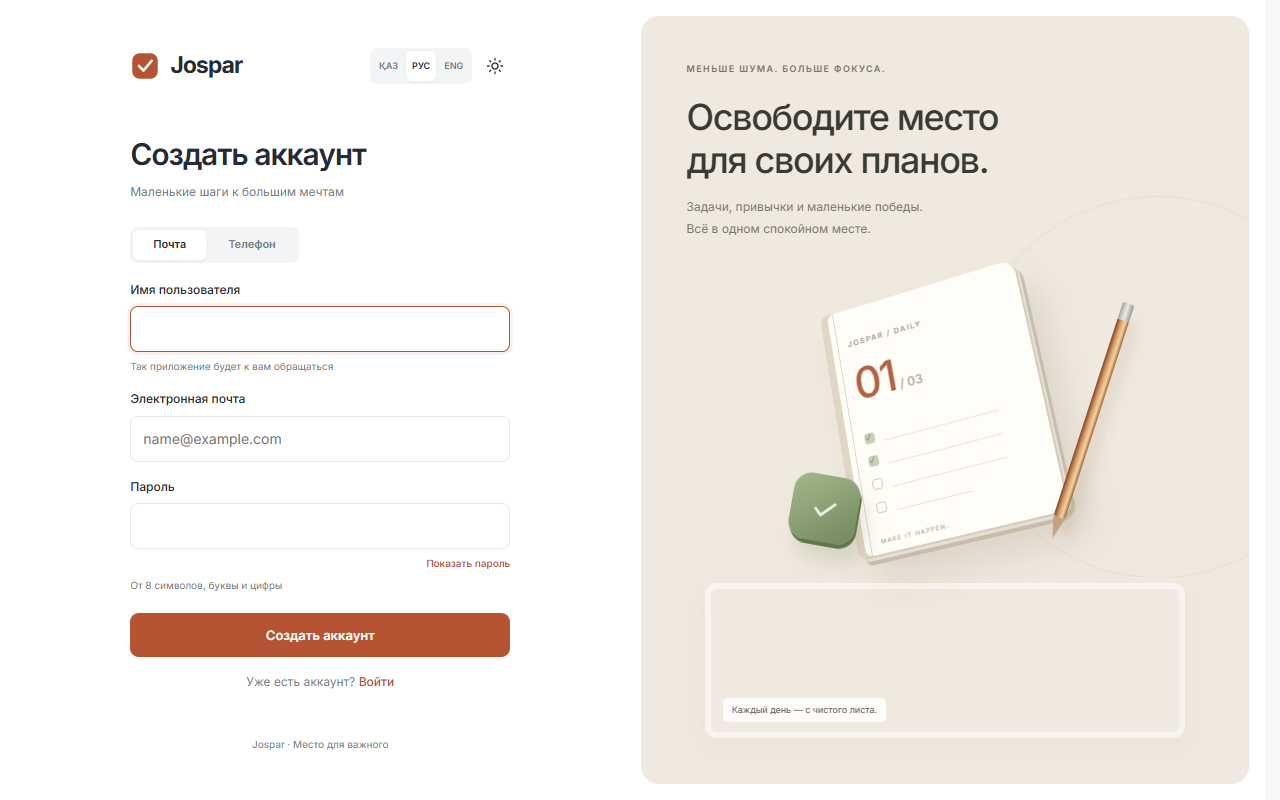 Jospar
ҚАЗ РУС ENG
Создать аккаунт
Маленькие шаги к большим мечтам
Почта Телефон
Имя пользователя
Так приложение будет к вам обращаться
Электронная почта
name@example.com
Пароль
Показать пароль
От 8 символов, буквы и цифры
Создать аккаунт
Уже есть аккаунт? Войти
Jospar · Место для важного
МЕНЬШЕ ШУМА. БОЛЬШЕ ФОКУСА.
Освободите место
для своих планов.
Задачи, привычки и маленькие победы.
Всё в одном спокойном месте.
JOSPAR / DAILY
01 / 03
MAKE IT HAPPEN.
Каждый день — с чистого листа.